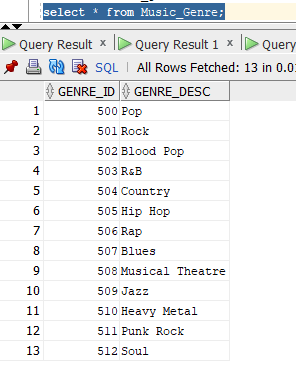 select * from Music_Genre;
Query Result x Query Result 1 x Query
SQL | All Rows Fetched: 13 in 0.01
GENRE_ID GENRE_DESC
1 500 Pop
2 501 Rock
3 502 Blood Pop
4 503 R&B
5 504 Country
6 505 Hip Hop
7 506 Rap
8 507 Blues
9 508 Musical Theatre
10 509 Jazz
11 510 Heavy Metal
12 511 Punk Rock
13 512 Soul